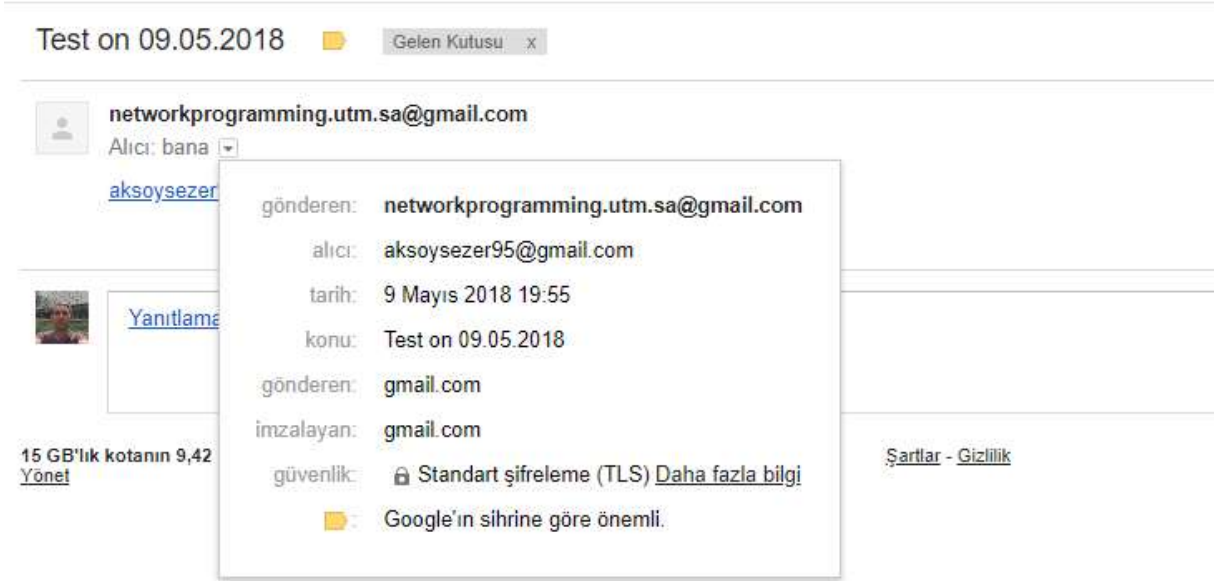 Test on 09.05.2018 Gelen Kutusu x
networkprogramming.utm.sa@gmail.com
Alıcı: bana
aksoysezer
gönderen: networkprogramming.utm.sa@gmail.com
alıcı: aksoysezer95@gmail.com
tarih: 9 Mayıs 2018 19:55
konu: Test on 09.05.2018
gönderen: gmail.com
imzalayan: gmail.com
güvenlik: Standart şifreleme (TLS) Daha fazla bilgi
: Google'ın sihrine göre önemli.
Yanıtlama
15 GB'lık kotanın 9,42
Yönet
Şartlar - Gizlilik